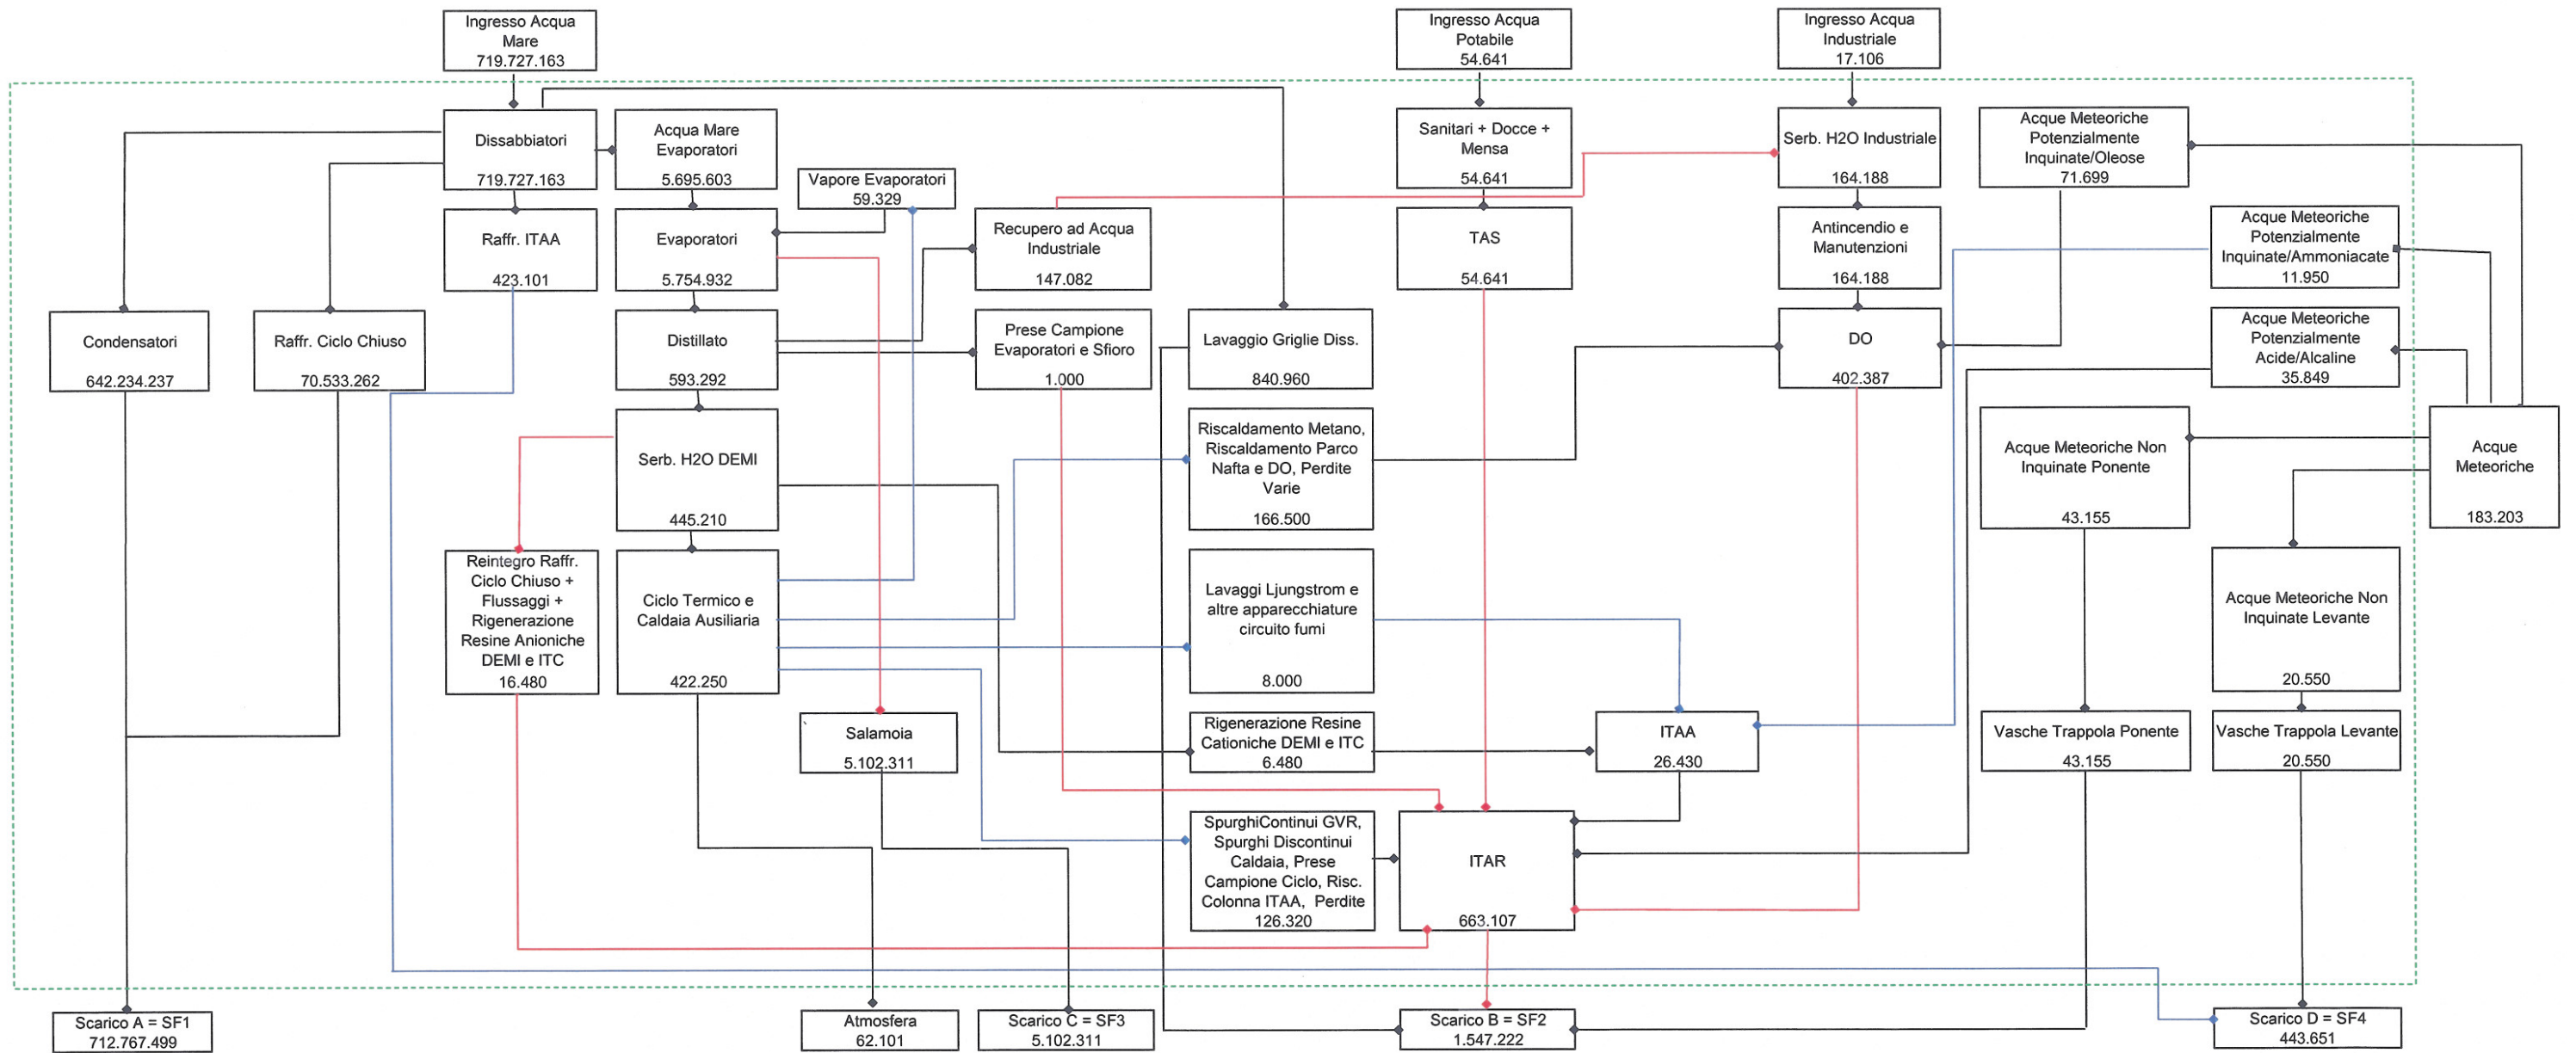 Ingresso Acqua
Mare
719.727.163
Ingresso Acqua
Potabile
54.641
Ingresso Acqua
Industriale
17.106
Dissabbiatori
719.727.163
Acqua Mare
Evaporatori
5.695.603
Vapore Evaporatori
59.329
Sanitari + Docce +
Mensa
54.641
Serb. H2O Industriale
164.188
Acque Meteoriche
Potenzialmente
Inquinate/Oleose
71.699
Raffr. ITAA
423.101
Evaporatori
5.754.932
Recupero ad Acqua
Industriale
147.082
TAS
54.641
Antincendio e
Manutenzioni
164.188
Acque Meteoriche
Potenzialmente
Inquinate/Ammoniacate
11.950
Condensatori
642.234.237
Raffr. Ciclo Chiuso
70.533.262
Distillato
593.292
Prese Campione
Evaporatori e Sfioro
1.000
Lavaggio Griglie Diss.
840.960
DO
402.387
Acque Meteoriche
Potenzialmente
Acide/Alcaline
35.849
Serb. H2O DEMI
445.210
Riscaldamento Metano,
Riscaldamento Parco
Nafta e DO, Perdite
Varie
166.500
Acque Meteoriche Non
Inquinate Ponente
43.155
Acque
Meteoriche
183.203
Reintegro Raffr.
Ciclo Chiuso +
Flussaggi +
Rigenerazione
Resine Anioniche
DEMI e ITC
16.480
Ciclo Termico e
Caldaia Ausiliaria
422.250
Lavaggi Ljungstrom e
altre apparecchiature
circuito fumi
8.000
Acque Meteoriche Non
Inquinate Levante
20.550
Salamoia
5.102.311
Rigenerazione Resine
Cationiche DEMI e ITC
6.480
ITAA
26.430
Vasche Trappola Ponente
43.155
Vasche Trappola Levante
20.550
SpurghiContinui GVR,
Spurghi Discontinui
Caldaia, Prese
Campione Ciclo, Risc.
Colonna ITAA, Perdite
126.320
ITAR
663.107
Scarico A = SF1
712.767.499
Atmosfera
62.101
Scarico C = SF3
5.102.311
Scarico B = SF2
1.547.222
Scarico D = SF4
443.651